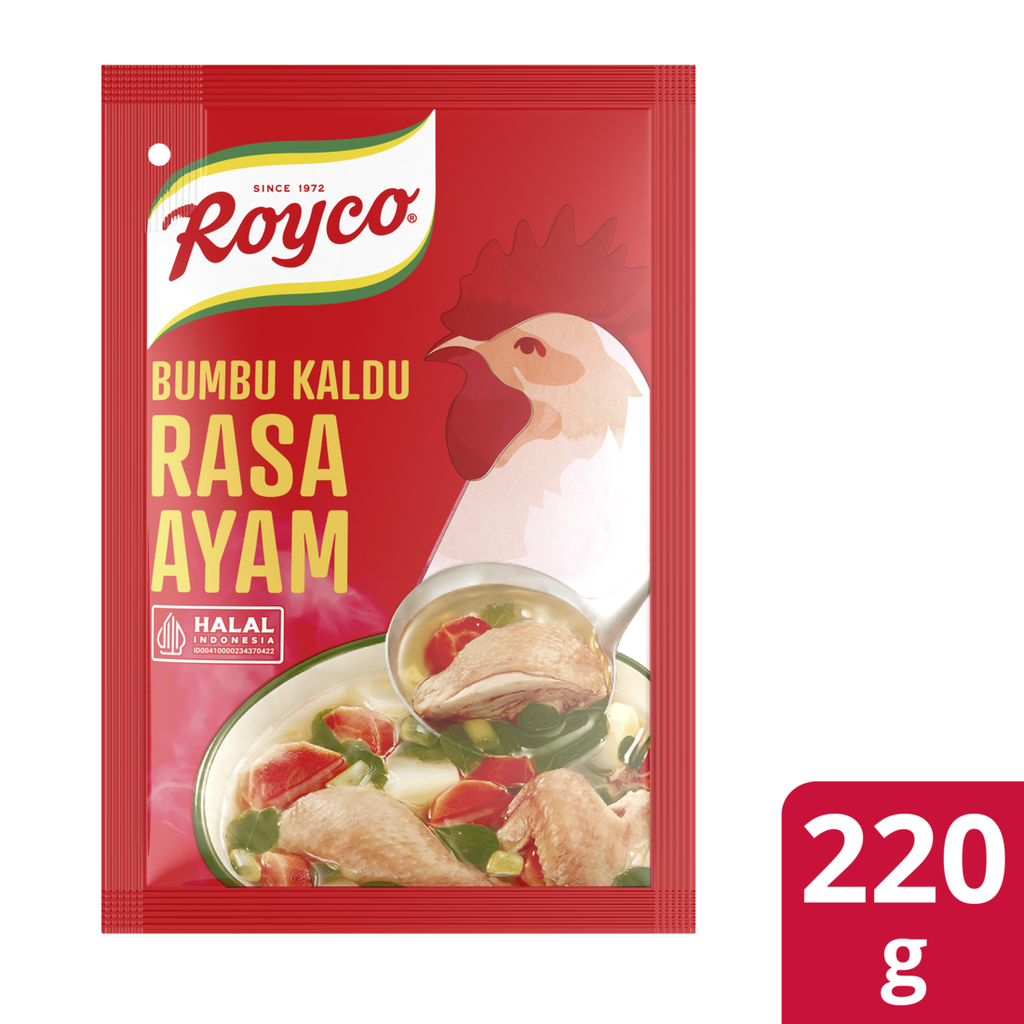 SINCE 1972
Royco®
BUMBU KALDU
RASA
AYAM
HALAL
INDONESIA
ID00410000234370422
220
g